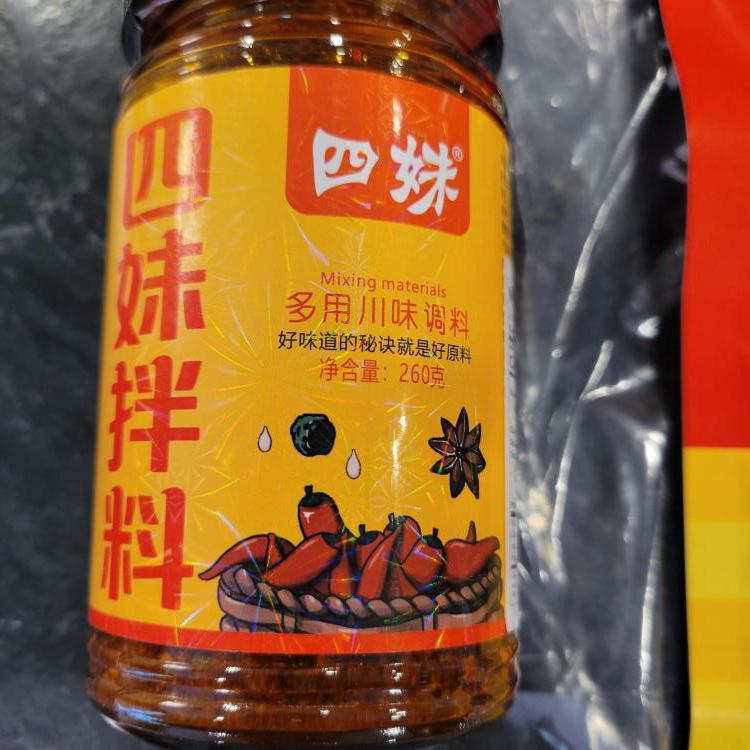 四妹拌料
四妹®
Mixing materials
多用川味调料
好味道的秘诀就是好原料
净含量：260克